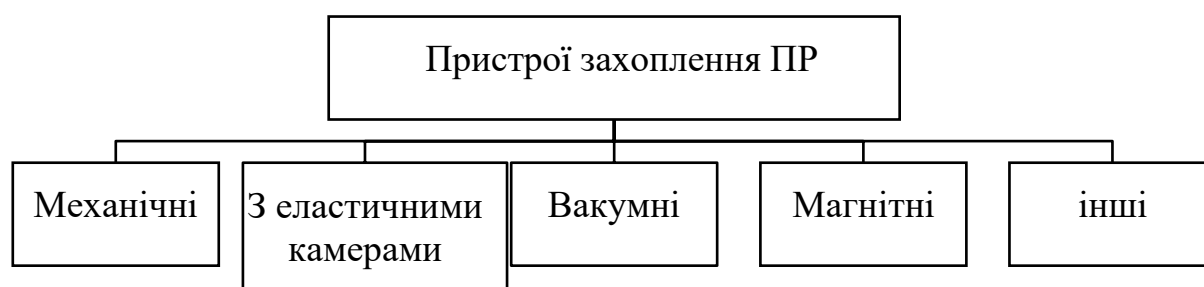 Пристрої захоплення ПР
Механічні
З еластичними
камерами
Вакумні
Магнітні
інші